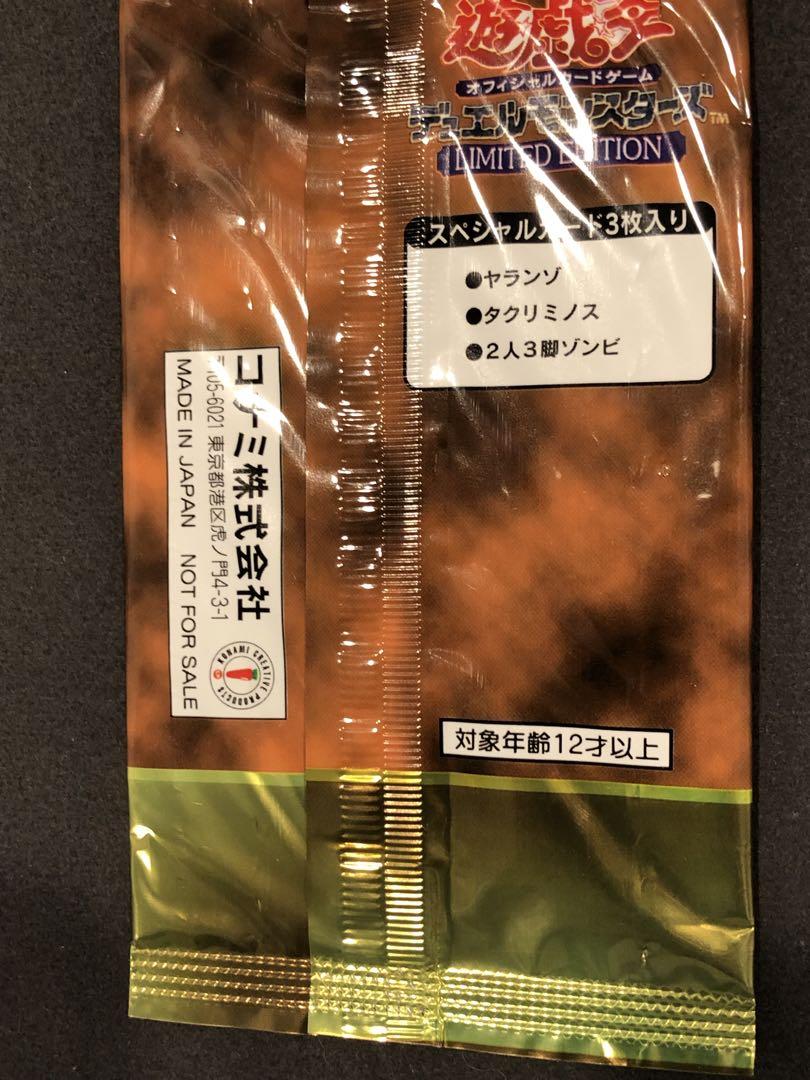 遊戯王
オフィシャルカードゲーム
デュエルモンスターズ™
LIMITED EDITION
スペシャルカード3枚入り
●ヤランゾ
●タクリミノス
●2人3脚ゾンビ
コナミ株式会社
〒105-6021 東京都港区虎ノ門4-3-1
MADE IN JAPAN NOT FOR SALE
KONAMI CREATIVE PRODUCTS
対象年齢12才以上